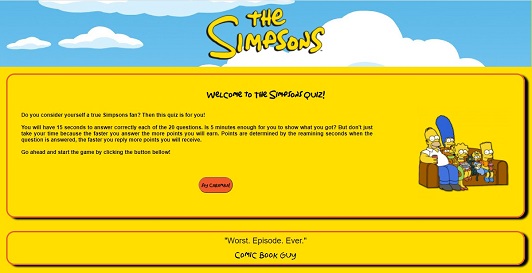 the
Simpsons
Welcome to the Simpsons Quiz!
Do you consider yourself a true Simpsons fan? Then this quiz is for you!
You will have 15 seconds to answer correctly each of the 20 questions. Is 5 minutes enough for you to show what you got? But don't just
take your time because the faster you answer the more points you will earn. Points are determined by the reamining seconds when the
question is answered, the faster you reply more points you will receive.
Go ahead and start the game by clicking the button bellow!
"Worst. Episode. Ever."
Comic Book Guy